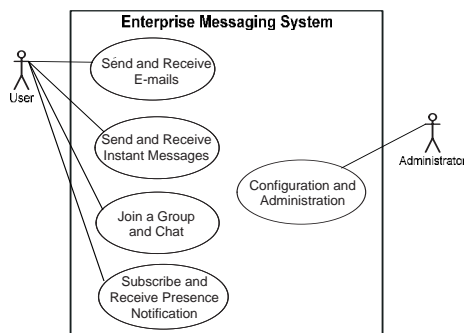 Enterprise Messaging System
Send and Receive
E-mails
User
Send and Receive
Instant Messages
Administrator
Configuration and
Administration
Join a Group
and Chat
Subscribe and
Receive Presence
Notification